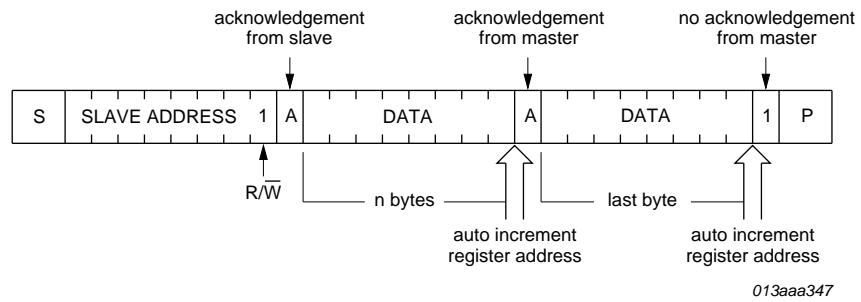 acknowledgement
from slave
acknowledgement
from master
no acknowledgement
from master
S SLAVE ADDRESS 1 A DATA A DATA 1 P
R/W̅
n bytes
last byte
auto increment
register address
auto increment
register address
013aaa347